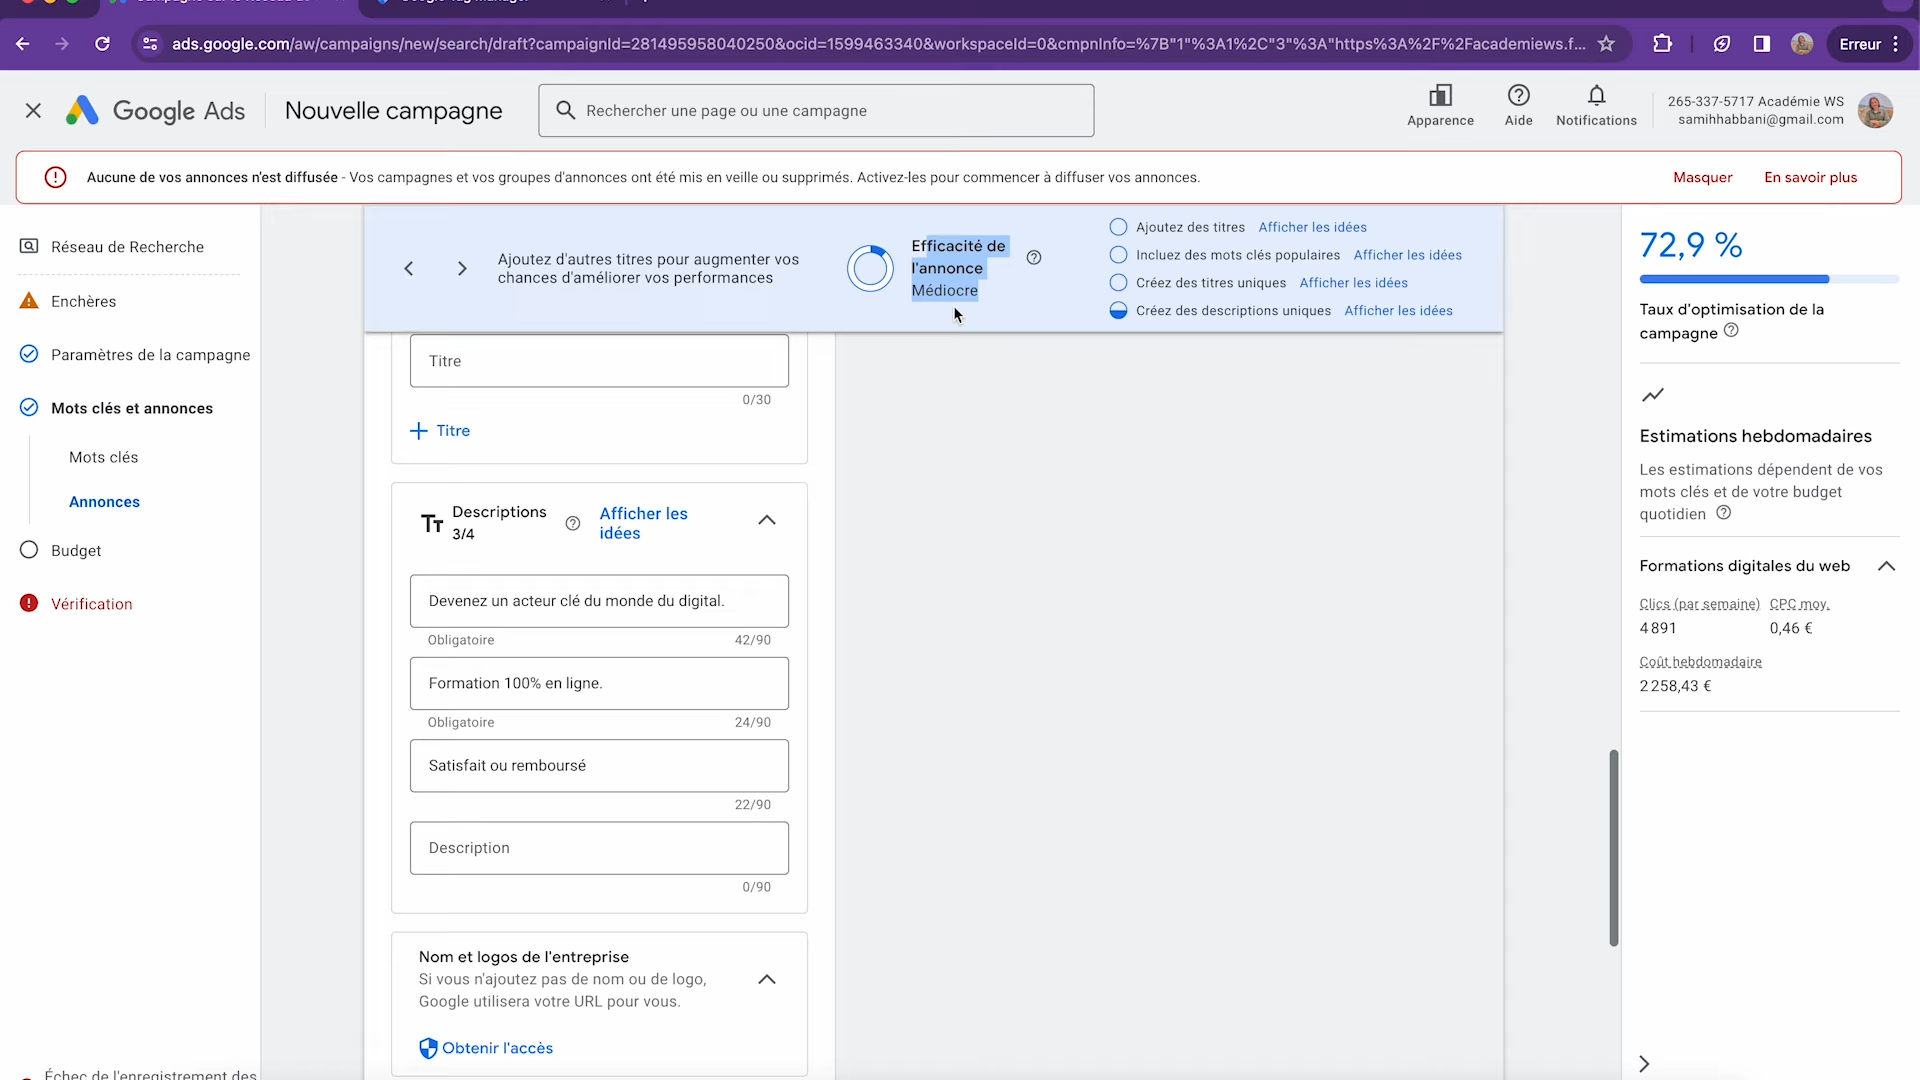 ads.google.com/aw/campaigns/new/search/draft?campaignId=281495958040250&ocid=1599463340&workspaceId=0&cmpnInfo=%7B"1"%3A1%2C"3"%3A"https%3A%2F%2Facademiews.f...
Erreur
Google Ads
Nouvelle campagne
Rechercher une page ou une campagne
Apparence
Aide
Notifications
265-337-5717 Académie WS
samihhabbani@gmail.com
Aucune de vos annonces n'est diffusée - Vos campagnes et vos groupes d'annonces ont été mis en veille ou supprimés. Activez-les pour commencer à diffuser vos annonces.
Masquer
En savoir plus
Réseau de Recherche
Enchères
Paramètres de la campagne
Mots clés et annonces
Mots clés
Annonces
Budget
Vérification
Échec de l'enregistrement des
Ajoutez d'autres titres pour augmenter vos
chances d'améliorer vos performances
Efficacité de
l'annonce
Médiocre
Ajoutez des titres Afficher les idées
Incluez des mots clés populaires Afficher les idées
Créez des titres uniques Afficher les idées
Créez des descriptions uniques Afficher les idées
Titre
0/30
+ Titre
Descriptions
3/4
Afficher les
idées
Devenez un acteur clé du monde du digital.
Obligatoire 42/90
Formation 100% en ligne.
Obligatoire 24/90
Satisfait ou remboursé
22/90
Description
0/90
Nom et logos de l'entreprise
Si vous n'ajoutez pas de nom ou de logo,
Google utilisera votre URL pour vous.
Obtenir l'accès
72,9 %
Taux d'optimisation de la
campagne
Estimations hebdomadaires
Les estimations dépendent de vos
mots clés et de votre budget
quotidien
Formations digitales du web
Clics (par semaine) CPC moy.
4 891 0,46 €
Coût hebdomadaire
2 258,43 €